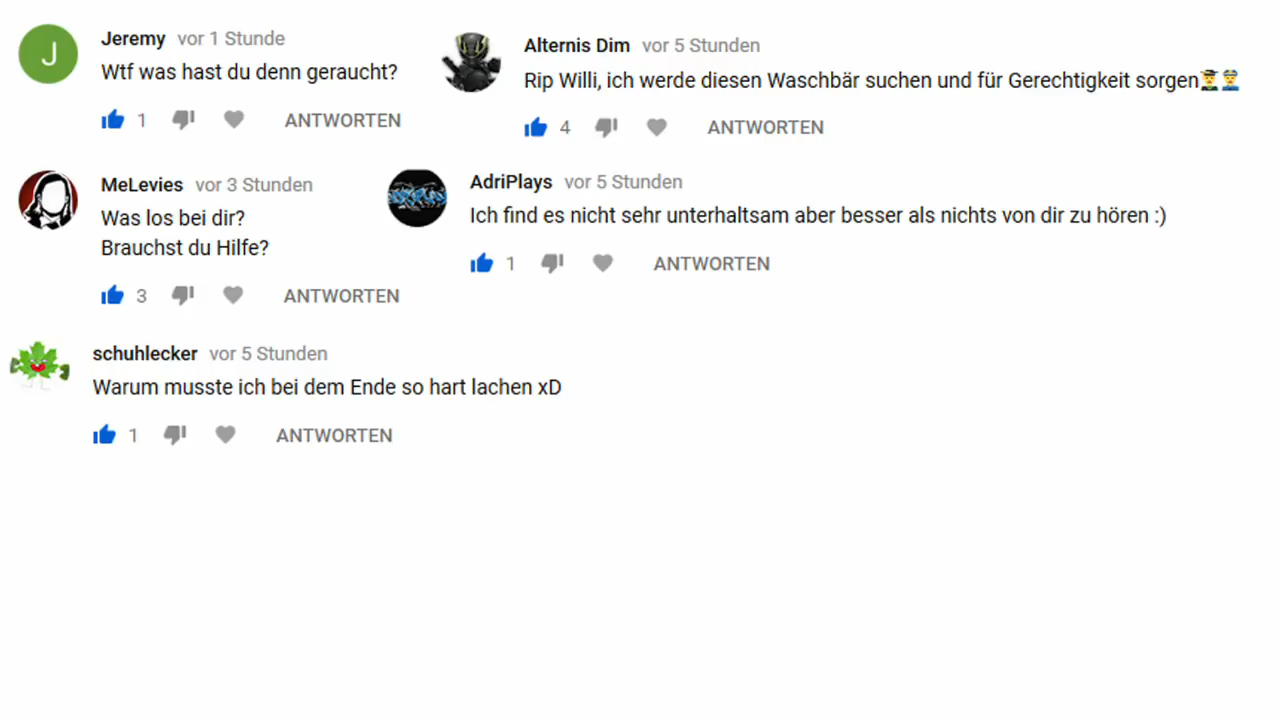 J
Jeremy vor 1 Stunde
Wtf was hast du denn geraucht?
1 ANTWORTEN
Alternis Dim vor 5 Stunden
Rip Willi, ich werde diesen Waschbär suchen und für Gerechtigkeit sorgen
4 ANTWORTEN
MeLevies vor 3 Stunden
Was los bei dir?
Brauchst du Hilfe?
3 ANTWORTEN
AdriPlays vor 5 Stunden
Ich find es nicht sehr unterhaltsam aber besser als nichts von dir zu hören :)
1 ANTWORTEN
schuhlecker vor 5 Stunden
Warum musste ich bei dem Ende so hart lachen xD
1 ANTWORTEN